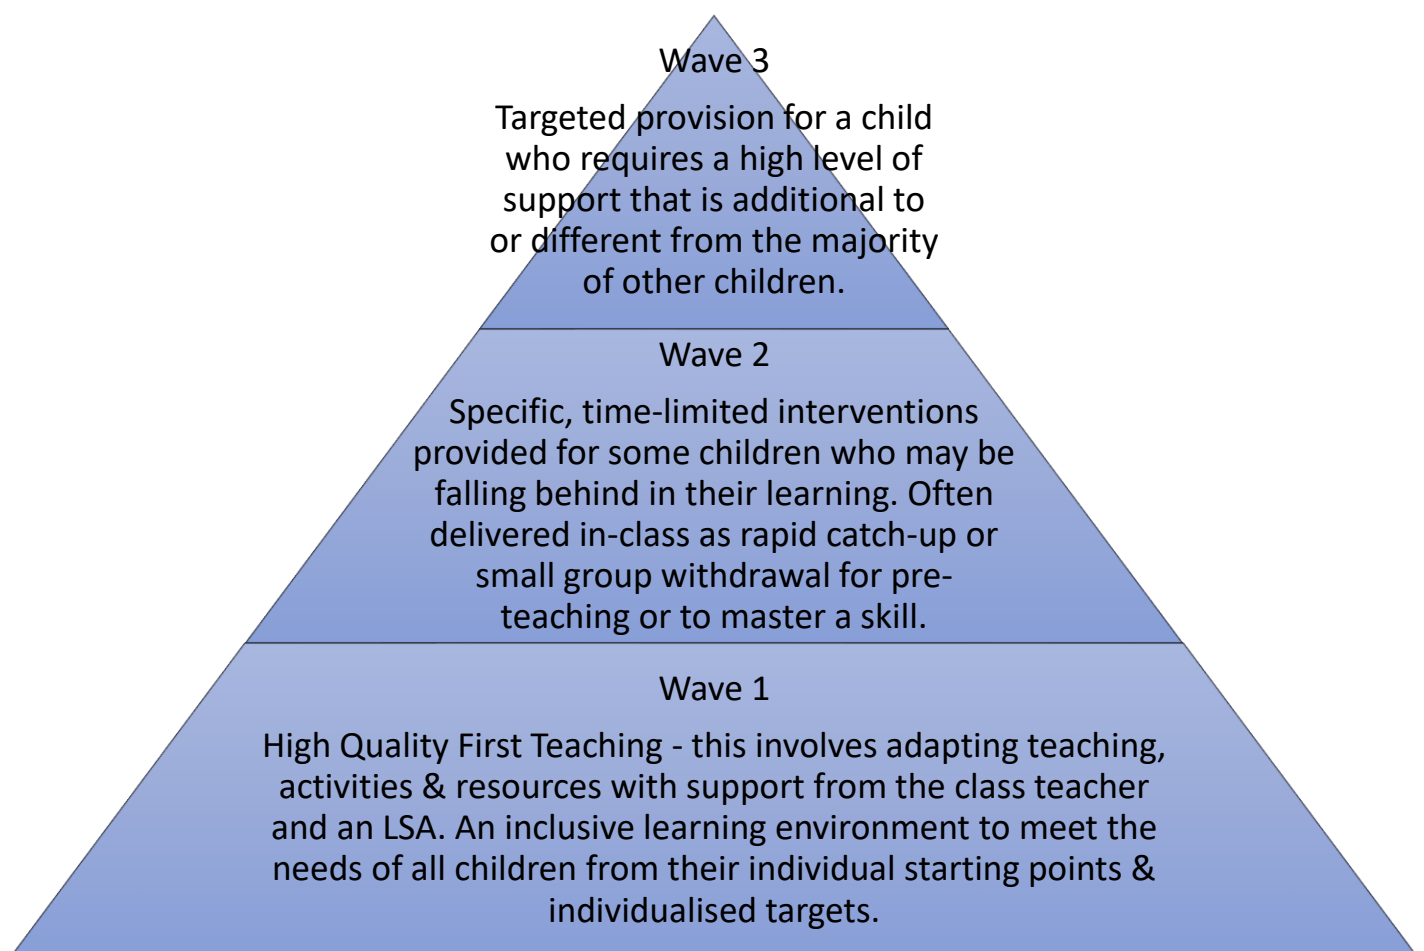 Wave 3
Targeted provision for a child
who requires a high level of
support that is additional to
or different from the majority
of other children.
Wave 2
Specific, time-limited interventions
provided for some children who may be
falling behind in their learning. Often
delivered in-class as rapid catch-up or
small group withdrawal for pre-
teaching or to master a skill.
Wave 1
High Quality First Teaching - this involves adapting teaching,
activities & resources with support from the class teacher
and an LSA. An inclusive learning environment to meet the
needs of all children from their individual starting points &
individualised targets.